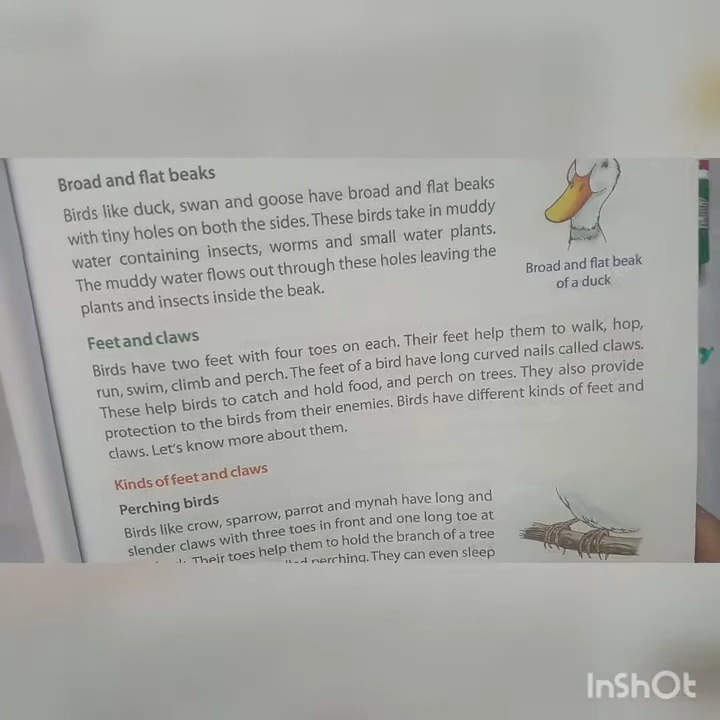 Broad and flat beaks
Birds like duck, swan and goose have broad and flat beaks
with tiny holes on both the sides. These birds take in muddy
water containing insects, worms and small water plants.
The muddy water flows out through these holes leaving the
plants and insects inside the beak.
Broad and flat beak
of a duck
Feet and claws
Birds have two feet with four toes on each. Their feet help them to walk, hop,
run, swim, climb and perch. The feet of a bird have long curved nails called claws.
These help birds to catch and hold food, and perch on trees. They also provide
protection to the birds from their enemies. Birds have different kinds of feet and
claws. Let's know more about them.
Kinds of feet and claws
Perching birds
Birds like crow, sparrow, parrot and mynah have long and
slender claws with three toes in front and one long toe at
Their toes help them to hold the branch of a tree
perching. They can even sleep
InShOt